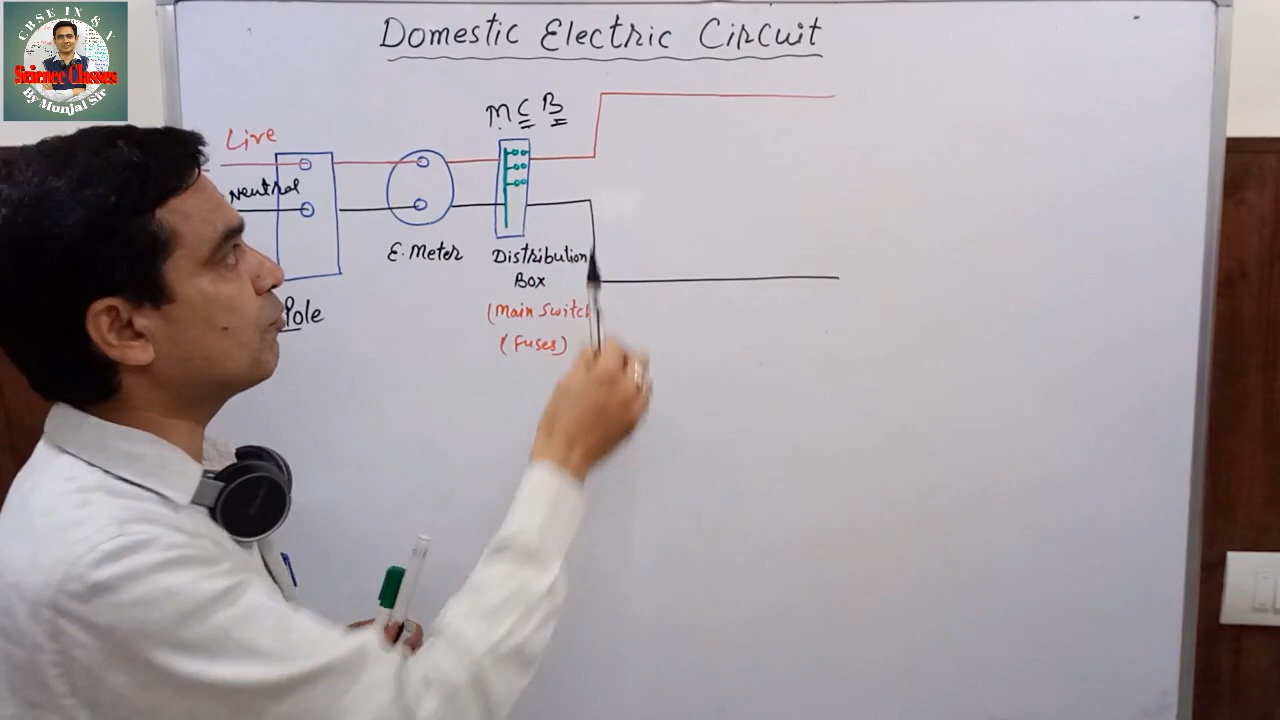 CBSE IX & X
Science Classes
By Munjal Sir
Domestic Electric Circuit
MCB
Live
Neutral
E. Meter
Distribution
Box
(Main Switch
(Fuses)
Pole